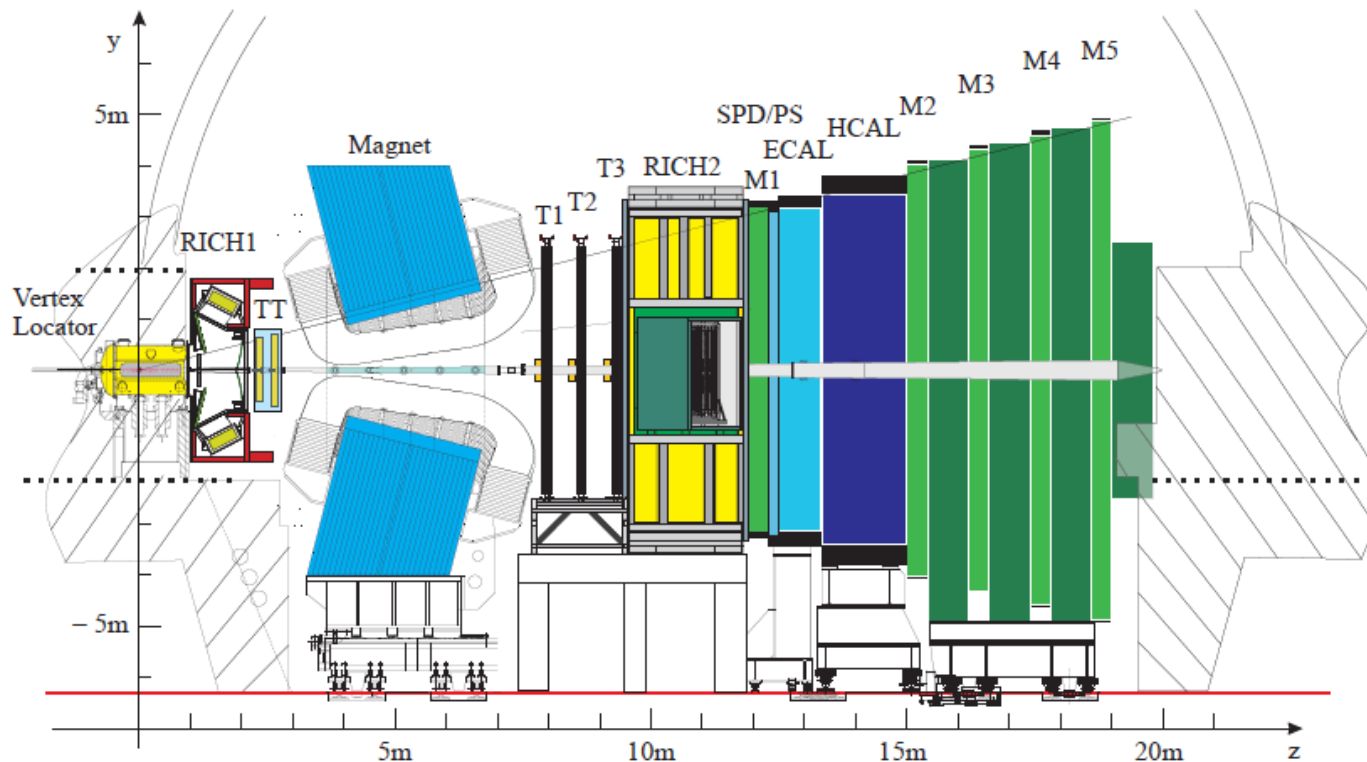 y
5m
Magnet
SPD/PS
ECAL
HCAL
M1
M2
M3
M4
M5
T3
RICH2
T1
T2
RICH1
TT
Vertex
Locator
− 5m
5m
10m
15m
20m
z